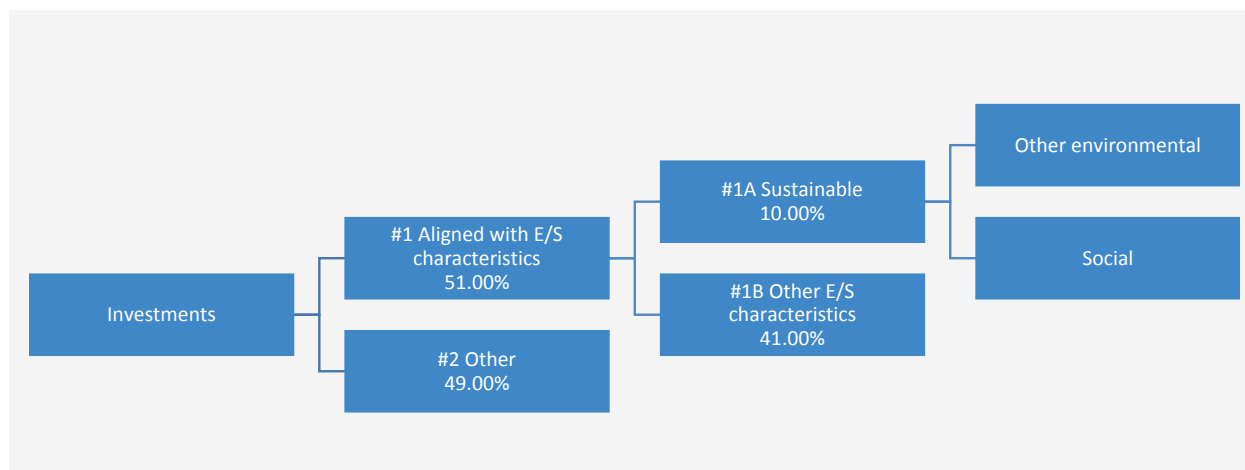 Investments
#1 Aligned with E/S
characteristics
51.00%
#2 Other
49.00%
#1A Sustainable
10.00%
#1B Other E/S
characteristics
41.00%
Other environmental
Social